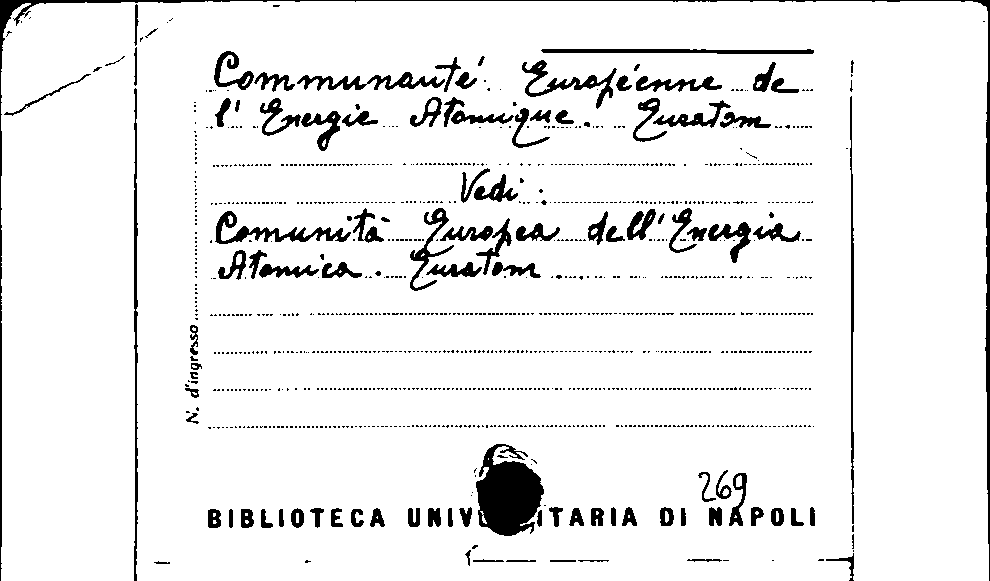 Communauté Européenne de
l'Energie Atomique. Euratom.
Vedi:
Comunità Europea dell'Energia
Atomica. Euratom.
N. d'ingresso
269
BIBLIOTECA UNIV ITARIA DI NAPOLI